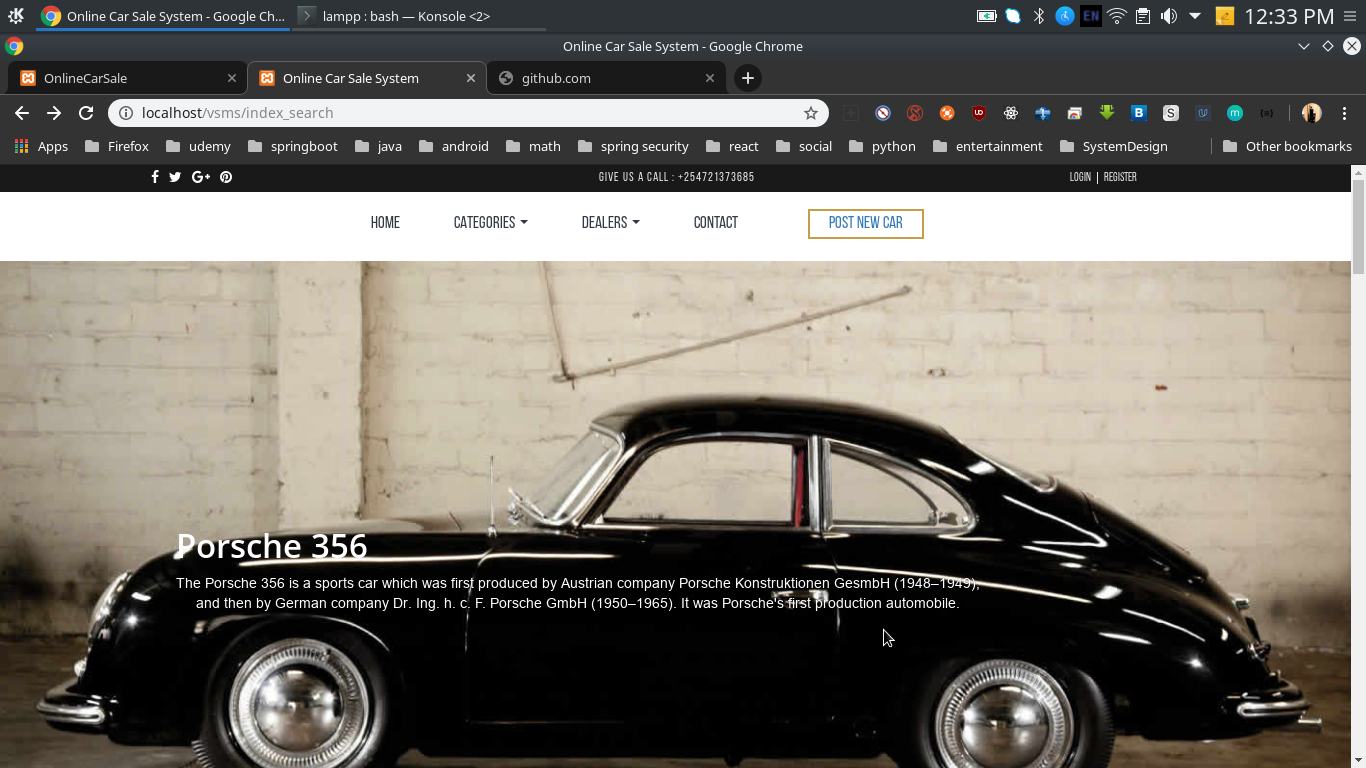 Online Car Sale System - Google Ch...
lampp : bash — Konsole <2>
EN
12:33 PM
Online Car Sale System - Google Chrome
OnlineCarSale
Online Car Sale System
github.com
localhost/vsms/index_search
Apps
Firefox
udemy
springboot
java
android
math
spring security
react
social
python
entertainment
SystemDesign
Other bookmarks
GIVE US A CALL : +254721373685
LOGIN | REGISTER
HOME
CATEGORIES
DEALERS
CONTACT
POST NEW CAR
Porsche 356
The Porsche 356 is a sports car which was first produced by Austrian company Porsche Konstruktionen GesmbH (1948–1949),
and then by German company Dr. Ing. h. c. F. Porsche GmbH (1950–1965). It was Porsche's first production automobile.